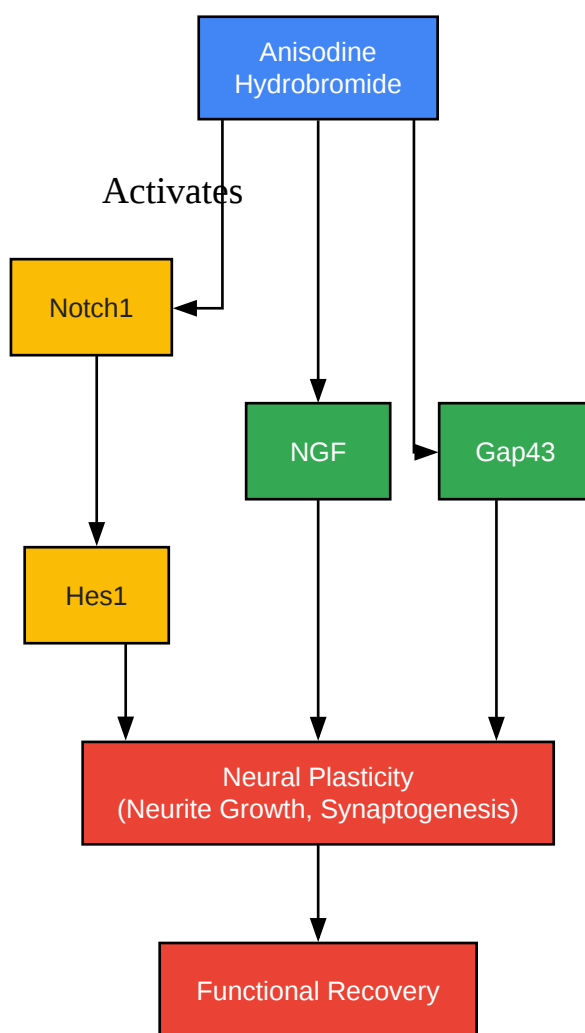 Anisodine
Hydrobromide
Activates
Notch1
NGF
Gap43
Hes1
Neural Plasticity
(Neurite Growth, Synaptogenesis)
Functional Recovery